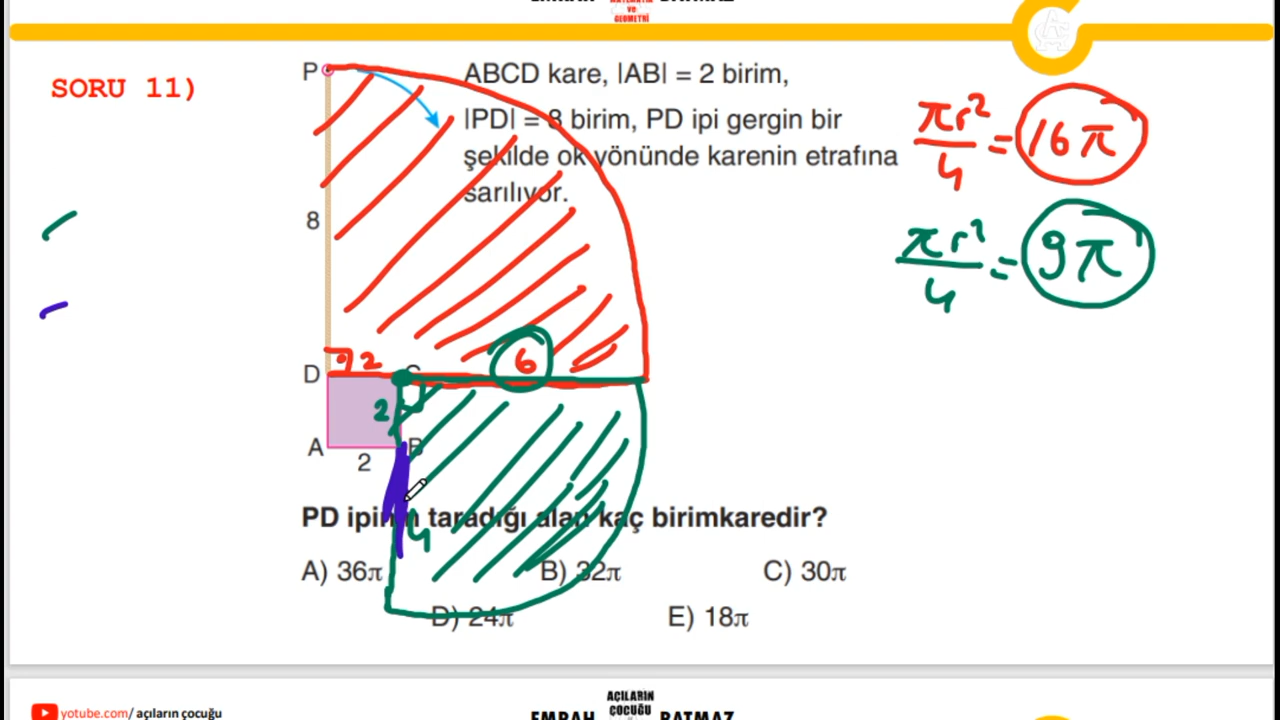 SORU 11)
P
ABCD kare, |AB| = 2 birim,
|PD| = 8 birim, PD ipi gergin bir
şekilde ok yönünde karenin etrafına
sarılıyor.
πr²/4 = 16π
πr²/4 = 9π
8
2
6
D
C
2
A
B
2
4
PD ipinin taradığı alan kaç birimkaredir?
A) 36π B) 32π C) 30π
D) 24π E) 18π
yotube.com/ açıların çocuğu
AÇILARIN
ÇOCUĞU
EMRAH BATMAZ